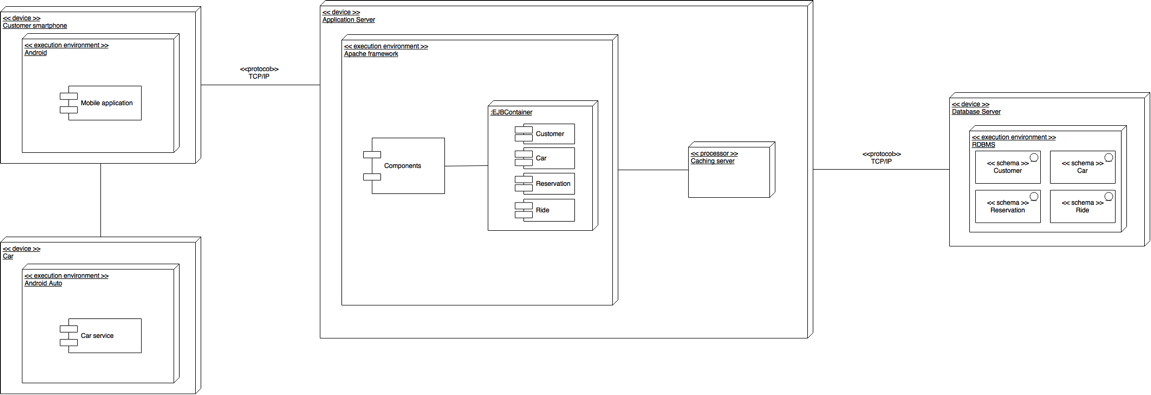 << device >>
Customer smartphone
<< execution environment >>
Android
Mobile application
<<protocol>>
TCP/IP
<< device >>
Car
<< execution environment >>
Android Auto
Car service
<< device >>
Application Server
<< execution environment >>
Apache framework
Components
:EJBContainer
Customer
Car
Reservation
Ride
<< processor >>
Caching server
<<protocol>>
TCP/IP
<< device >>
Database Server
<< execution environment >>
RDBMS
<< schema >>
Customer
<< schema >>
Car
<< schema >>
Reservation
<< schema >>
Ride